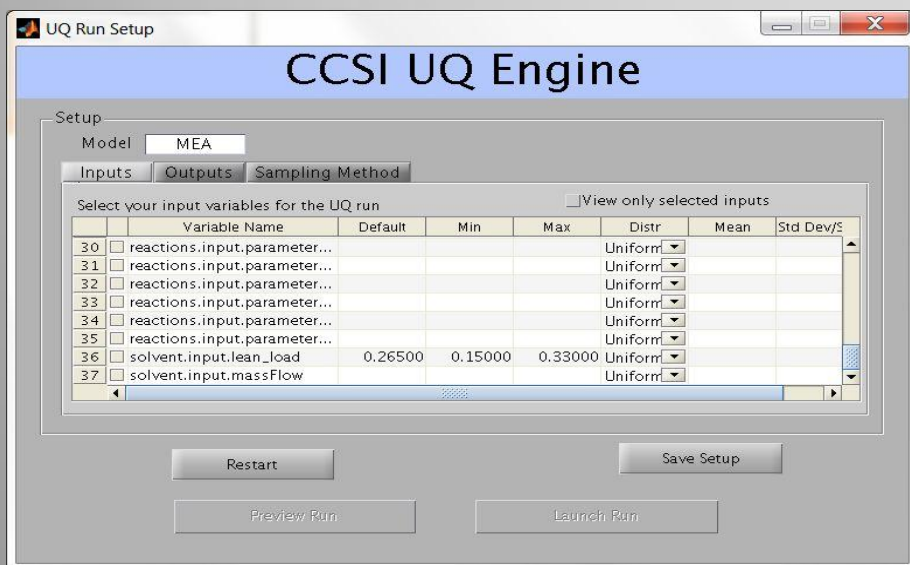 UQ Run Setup
CCSI UQ Engine
Setup
Model MEA
Inputs Outputs Sampling Method
Select your input variables for the UQ run View only selected inputs
Variable Name Default Min Max Distr Mean Std Dev/S
30 reactions.input.parameter... Uniform
31 reactions.input.parameter... Uniform
32 reactions.input.parameter... Uniform
33 reactions.input.parameter... Uniform
34 reactions.input.parameter... Uniform
35 reactions.input.parameter... Uniform
36 solvent.input.lean_load 0.26500 0.15000 0.33000 Uniform
37 solvent.input.massFlow Uniform
Restart Save Setup
Preview Run Launch Run